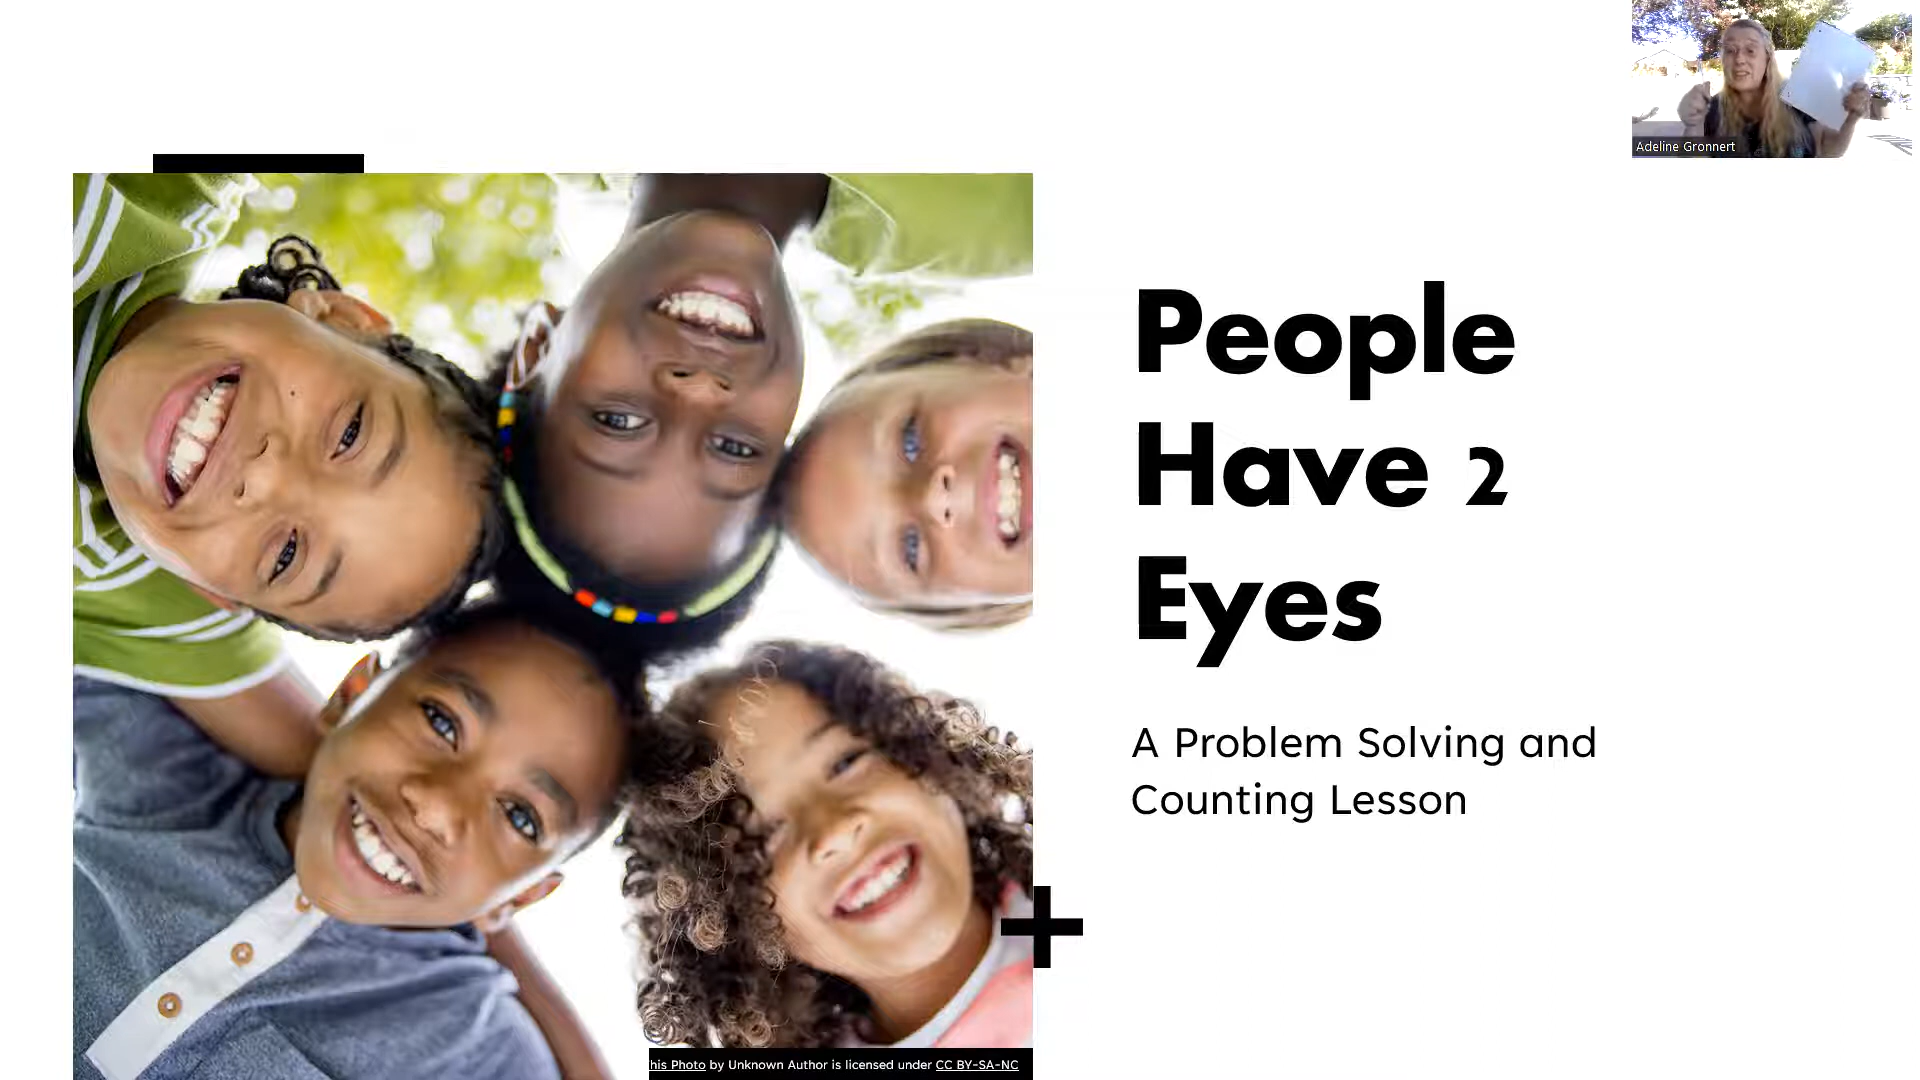 Adeline Gronnert
People
Have 2
Eyes
A Problem Solving and
Counting Lesson
his Photo by Unknown Author is licensed under CC BY-SA-NC